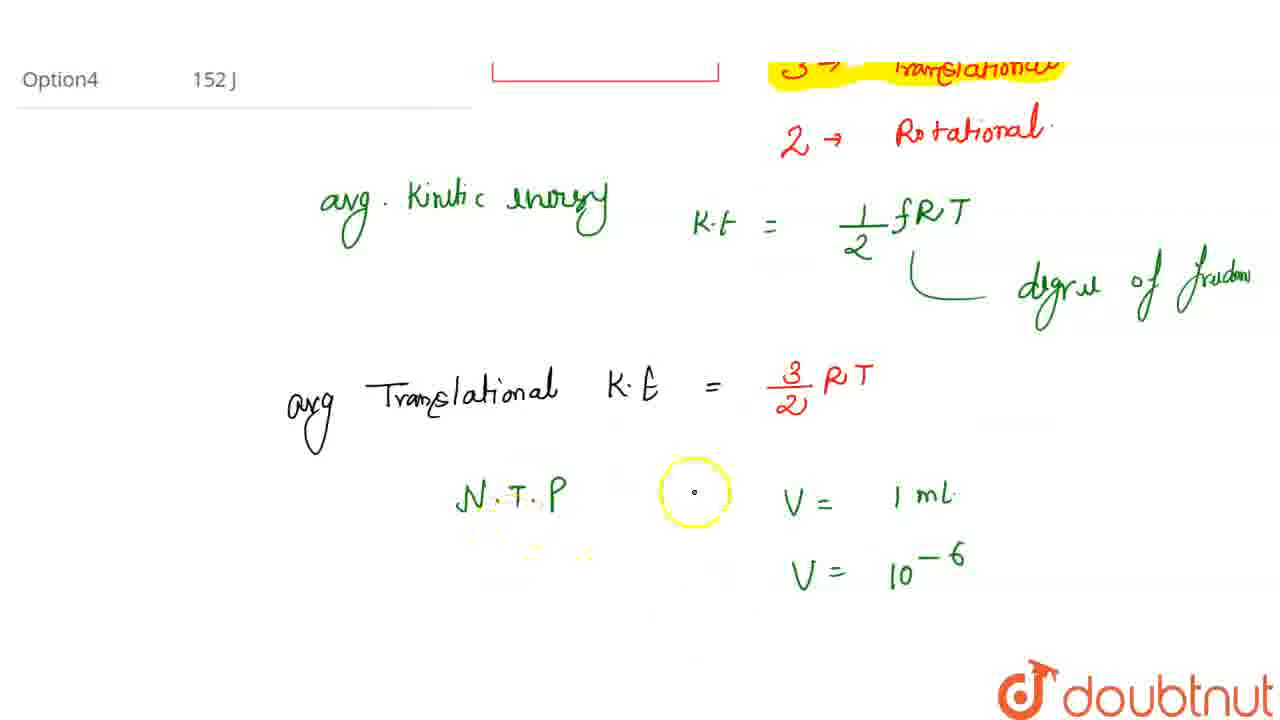 Option4 152 J
3 → Translational
2 → Rotational.
avg. Kinetic energy K.E = 1/2 fRT
degree of freedom
avg Translational K.E = 3/2 RT
N.T.P V = 1 ml.
V = 10⁻⁶
doubtnut